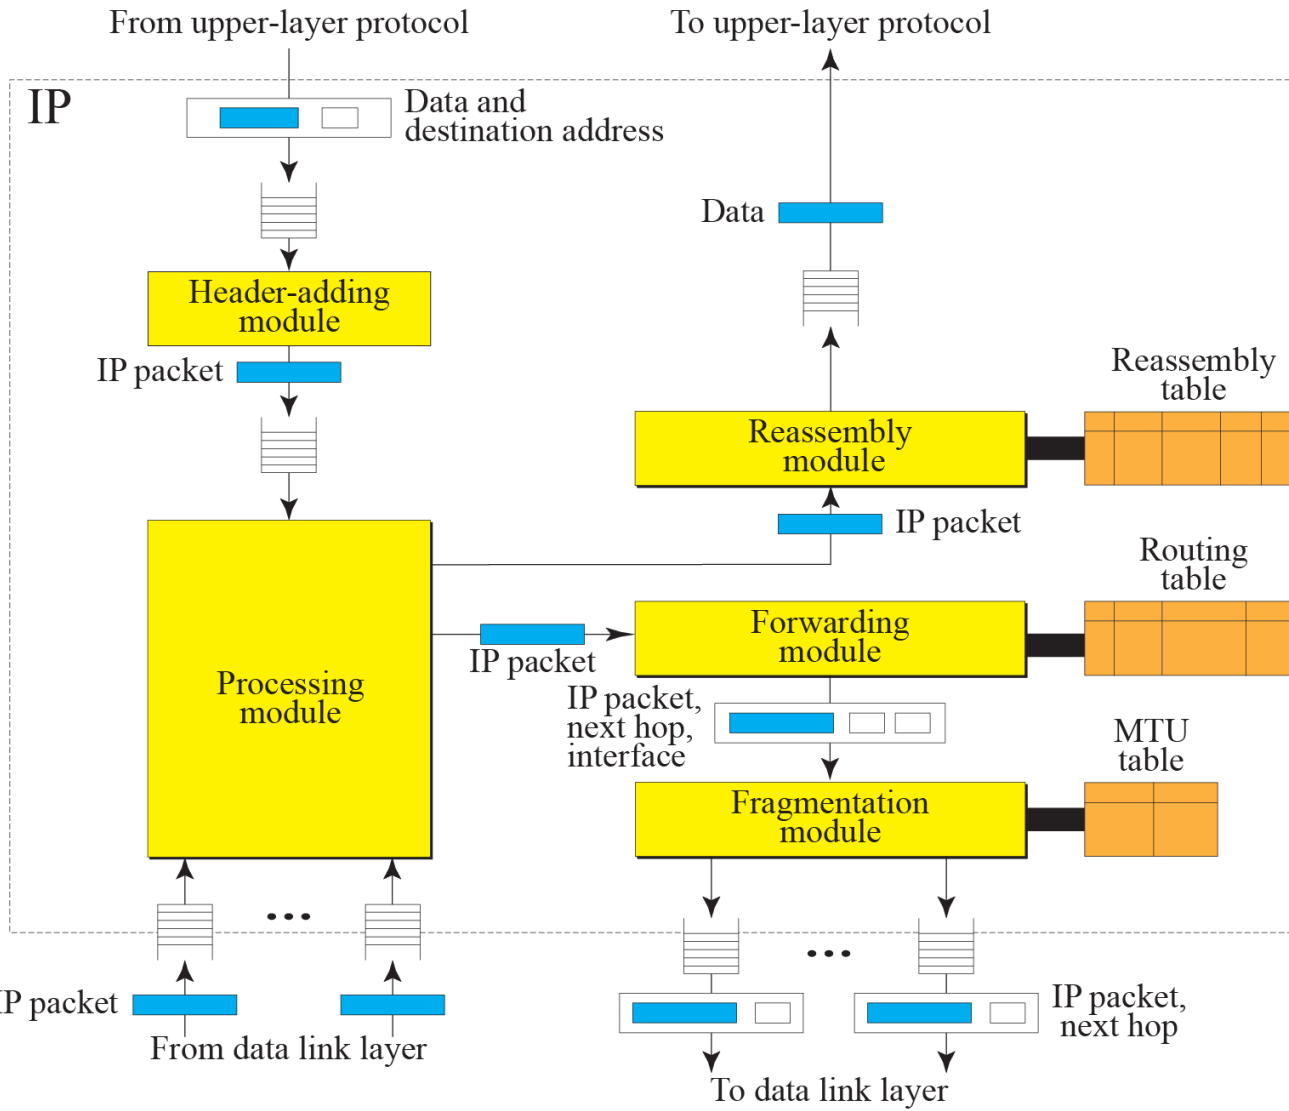 From upper-layer protocol
To upper-layer protocol
IP
Data and
destination address
Data
Header-adding
module
IP packet
Reassembly
table
Reassembly
module
IP packet
Routing
table
Forwarding
module
IP packet
Processing
module
IP packet,
next hop,
interface
MTU
table
Fragmentation
module
IP packet
From data link layer
IP packet,
next hop
To data link layer